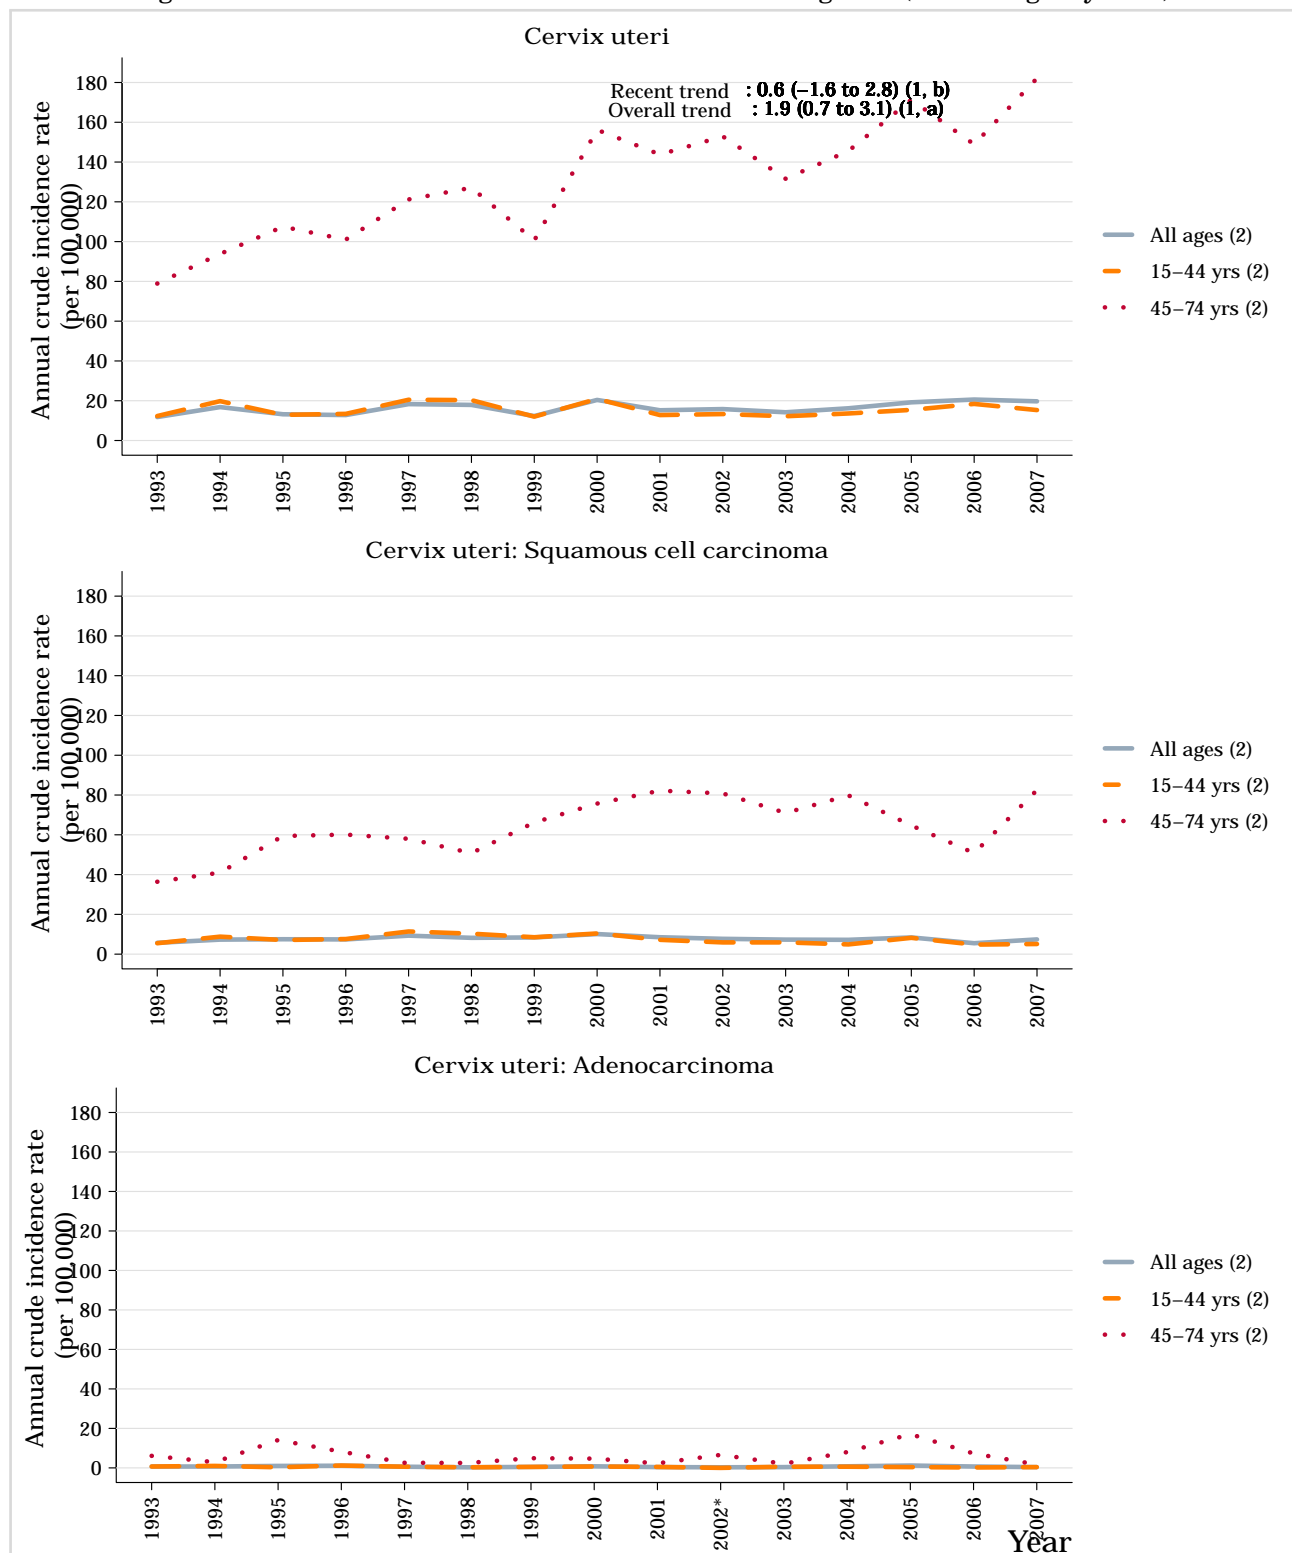 Cervix uteri
Annual crude incidence rate
(per 100,000)
180
160
140
120
100
80
60
40
20
0
Recent trend : 0.6 (−1.6 to 2.8) (1, b)
Overall trend : 1.9 (0.7 to 3.1) (1, a)
1993 1994 1995 1996 1997 1998 1999 2000 2001 2002 2003 2004 2005 2006 2007
All ages (2)
15−44 yrs (2)
45−74 yrs (2)
Cervix uteri: Squamous cell carcinoma
Annual crude incidence rate
(per 100,000)
180
160
140
120
100
80
60
40
20
0
1993 1994 1995 1996 1997 1998 1999 2000 2001 2002 2003 2004 2005 2006 2007
All ages (2)
15−44 yrs (2)
45−74 yrs (2)
Cervix uteri: Adenocarcinoma
Annual crude incidence rate
(per 100,000)
180
160
140
120
100
80
60
40
20
0
1993 1994 1995 1996 1997 1998 1999 2000 2001 2002* 2003 2004 2005 2006 2007
Year
All ages (2)
15−44 yrs (2)
45−74 yrs (2)